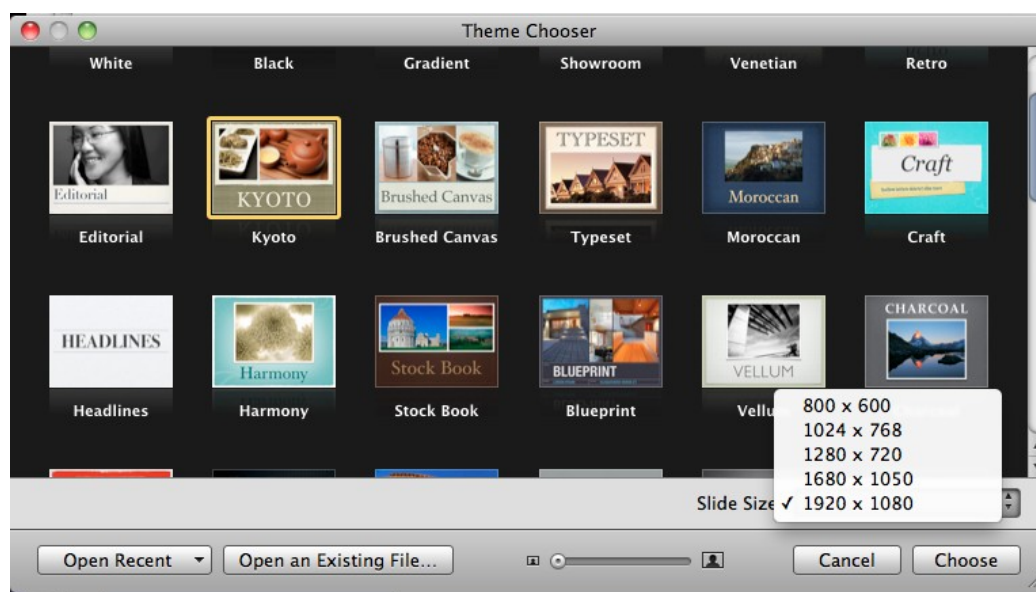 Theme Chooser
White Black Gradient Showroom Venetian Retro
Editorial KYOTO Brushed Canvas TYPESET Moroccan Craft
Editorial Kyoto Brushed Canvas Typeset Moroccan Craft
HEADLINES Harmony Stock Book BLUEPRINT VELLUM CHARCOAL
Headlines Harmony Stock Book Blueprint
800 x 600
1024 x 768
1280 x 720
1680 x 1050
Slide Size ✓ 1920 x 1080
Open Recent Open an Existing File... Cancel Choose